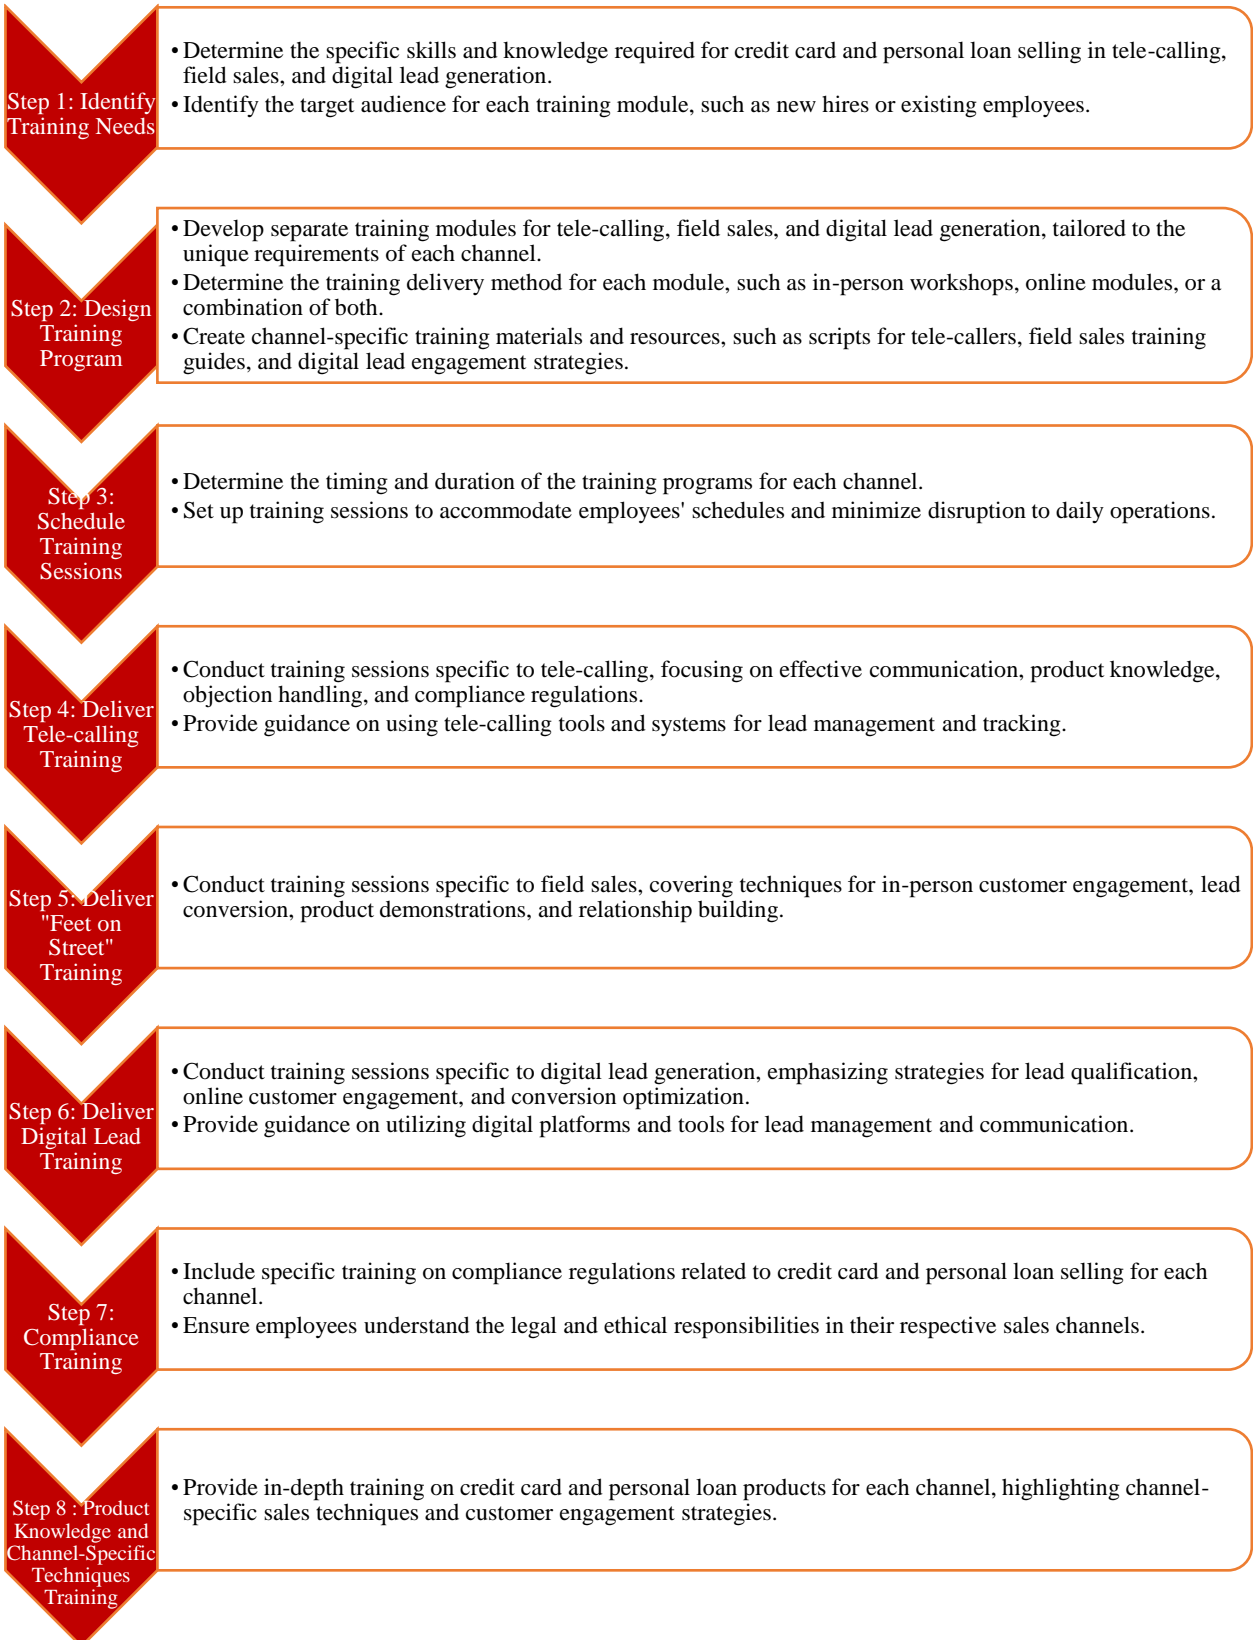 Step 1: Identify
Training Needs
• Determine the specific skills and knowledge required for credit card and personal loan selling in tele-calling,
field sales, and digital lead generation.
• Identify the target audience for each training module, such as new hires or existing employees.
Step 2: Design
Training
Program
• Develop separate training modules for tele-calling, field sales, and digital lead generation, tailored to the
unique requirements of each channel.
• Determine the training delivery method for each module, such as in-person workshops, online modules, or a
combination of both.
• Create channel-specific training materials and resources, such as scripts for tele-callers, field sales training
guides, and digital lead engagement strategies.
Step 3:
Schedule
Training
Sessions
• Determine the timing and duration of the training programs for each channel.
• Set up training sessions to accommodate employees' schedules and minimize disruption to daily operations.
Step 4: Deliver
Tele-calling
Training
• Conduct training sessions specific to tele-calling, focusing on effective communication, product knowledge,
objection handling, and compliance regulations.
• Provide guidance on using tele-calling tools and systems for lead management and tracking.
Step 5: Deliver
"Feet on
Street"
Training
• Conduct training sessions specific to field sales, covering techniques for in-person customer engagement, lead
conversion, product demonstrations, and relationship building.
Step 6: Deliver
Digital Lead
Training
• Conduct training sessions specific to digital lead generation, emphasizing strategies for lead qualification,
online customer engagement, and conversion optimization.
• Provide guidance on utilizing digital platforms and tools for lead management and communication.
Step 7:
Compliance
Training
• Include specific training on compliance regulations related to credit card and personal loan selling for each
channel.
• Ensure employees understand the legal and ethical responsibilities in their respective sales channels.
Step 8 : Product
Knowledge and
Channel-Specific
Techniques
Training
• Provide in-depth training on credit card and personal loan products for each channel, highlighting channel-
specific sales techniques and customer engagement strategies.